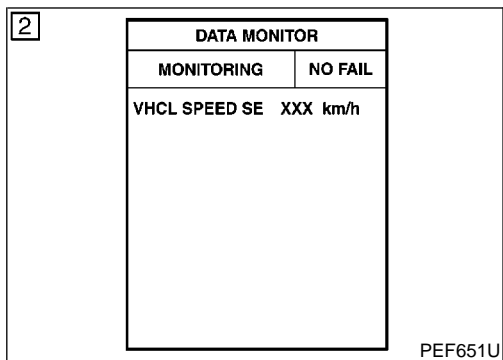 2
DATA MONITOR
MONITORING NO FAIL
VHCL SPEED SE XXX km/h
PEF651U